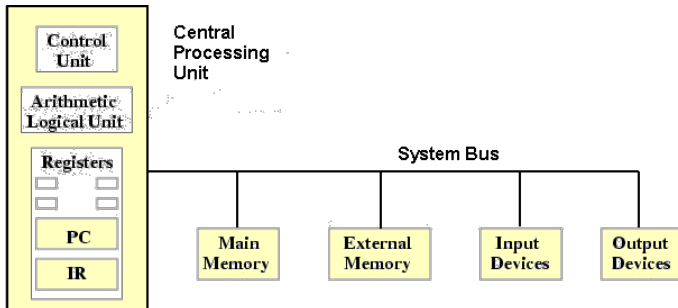 Control
Unit
Central
Processing
Unit
Arithmetic
Logical Unit
Registers
System Bus
PC
IR
Main
Memory
External
Memory
Input
Devices
Output
Devices